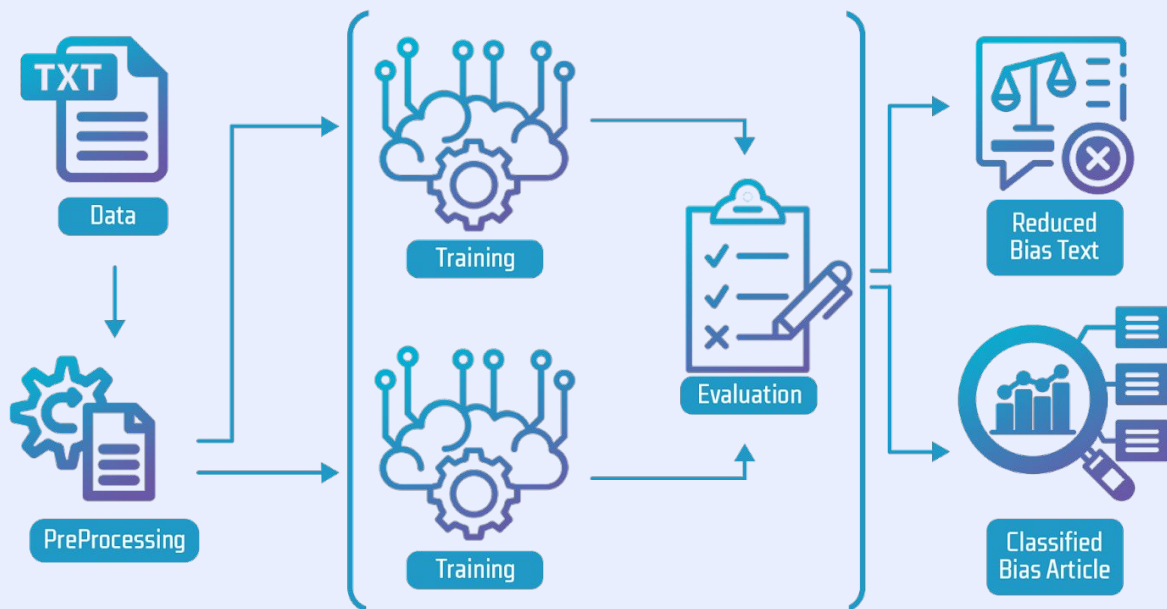 TXT
Data
PreProcessing
Training
Training
Evaluation
Reduced
Bias Text
Classified
Bias Article